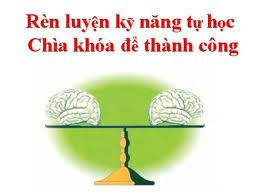 Rèn luyện kỹ năng tự học
Chìa khóa để thành công